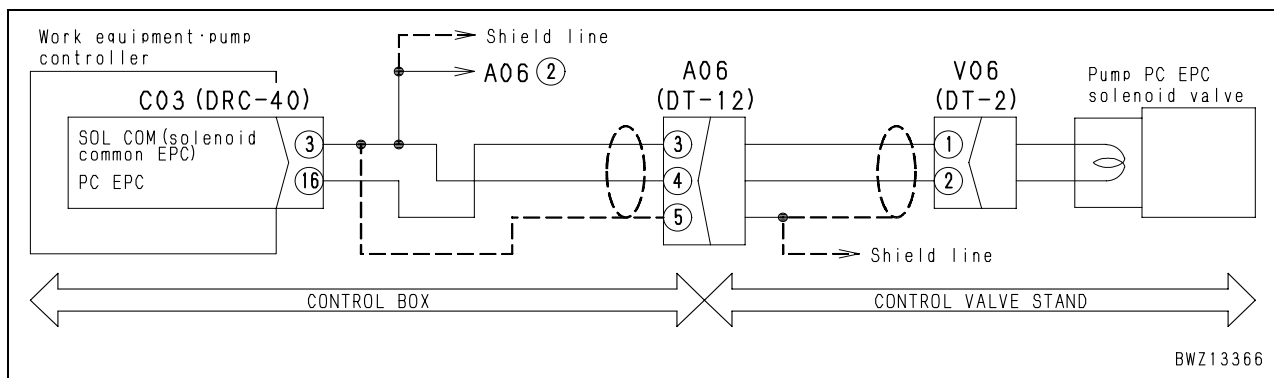 Work equipment·pump
controller
Shield line
A06 ②
C03 (DRC-40)
A06
(DT-12)
V06
(DT-2)
Pump PC EPC
solenoid valve
SOL COM (solenoid
common EPC)
PC EPC
③
⑯
③
④
⑤
①
②
Shield line
CONTROL BOX
CONTROL VALVE STAND
BWZ13366